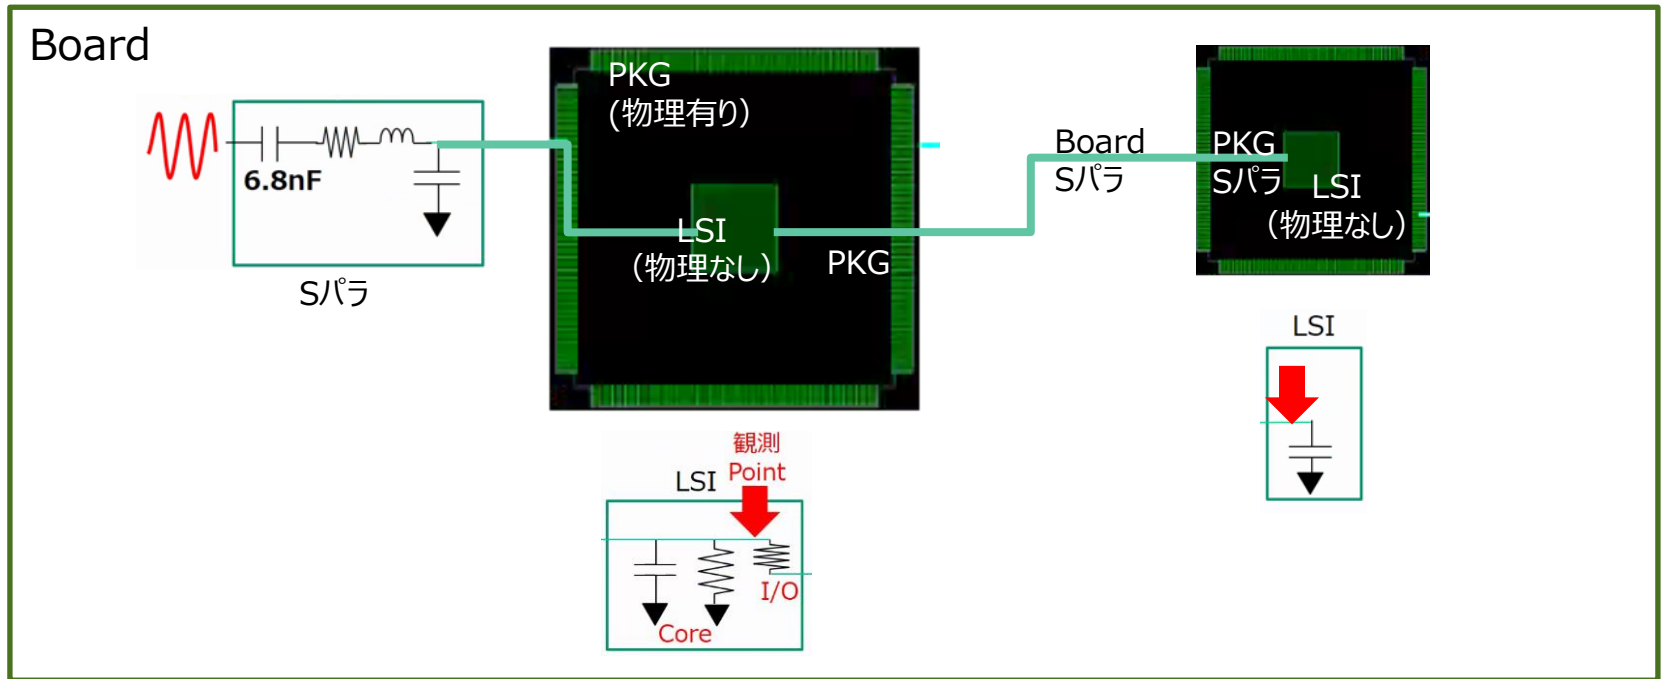 Board
PKG
(物理有り）
6.8nF
Sパラ
LSI
（物理なし）
PKG
Board
Sパラ
PKG
Sパラ
LSI
（物理なし）
観測
Point
LSI
I/O
Core
LSI